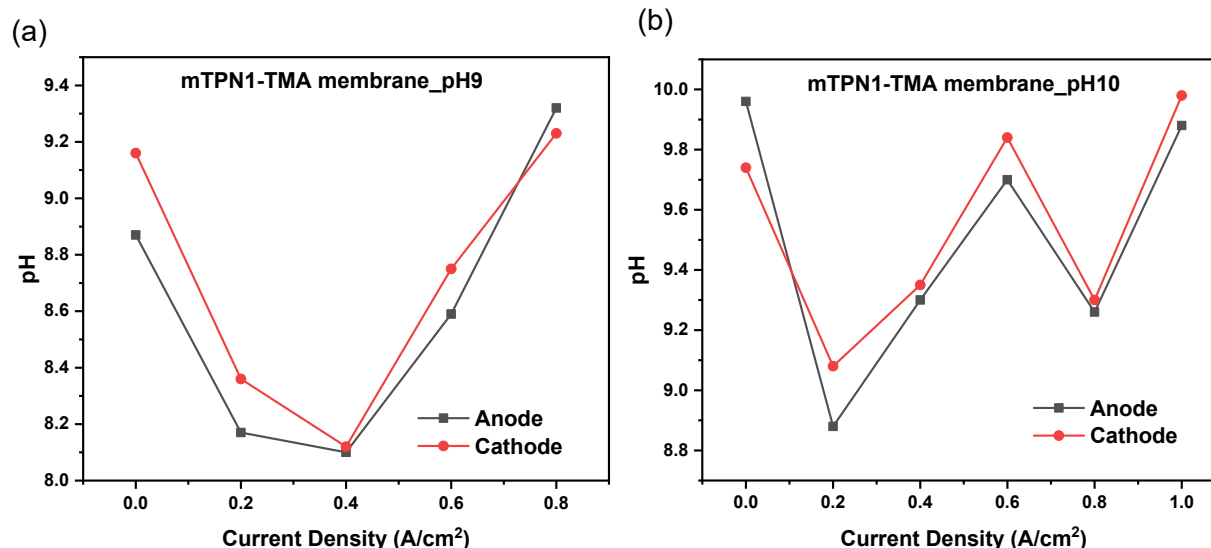 (a)
mTPN1-TMA membrane_pH9
9.4
9.2
9.0
8.8
8.6
8.4
8.2
8.0
pH
0.0 0.2 0.4 0.6 0.8
Current Density (A/cm²)
Anode
Cathode
(b)
mTPN1-TMA membrane_pH10
10.0
9.8
9.6
9.4
9.2
9.0
8.8
pH
0.0 0.2 0.4 0.6 0.8 1.0
Current Density (A/cm²)
Anode
Cathode